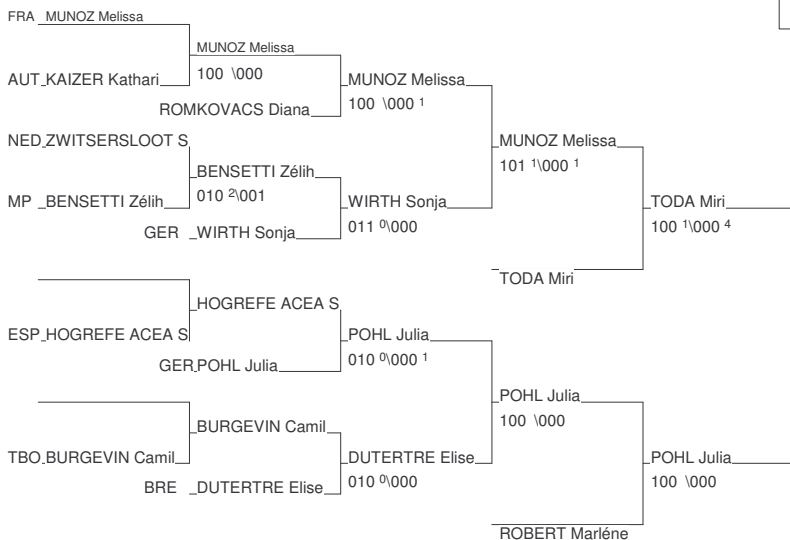 FRA MUNOZ Melissa
MUNOZ Melissa
100 \000
AUT KAIZER Kathari
MUNOZ Melissa
100 \000 1
ROMKOVACS Diana
NED ZWITSERSLOOT S
MUNOZ Melissa
101 1\000 1
BENSETTI Zélih
010 2\001
MP BENSETTI Zélih
WIRTH Sonja
011 0\000
TODA Miri
100 1\000 4
GER WIRTH Sonja
TODA Miri
HOGREFE ACEA S
ESP HOGREFE ACEA S
POHL Julia
010 0\000 1
GER POHL Julia
POHL Julia
100 \000
BURGEVIN Camil
TBO BURGEVIN Camil
DUTERTRE Elise
010 0\000
POHL Julia
100 \000
BRE DUTERTRE Elise
ROBERT Marléne